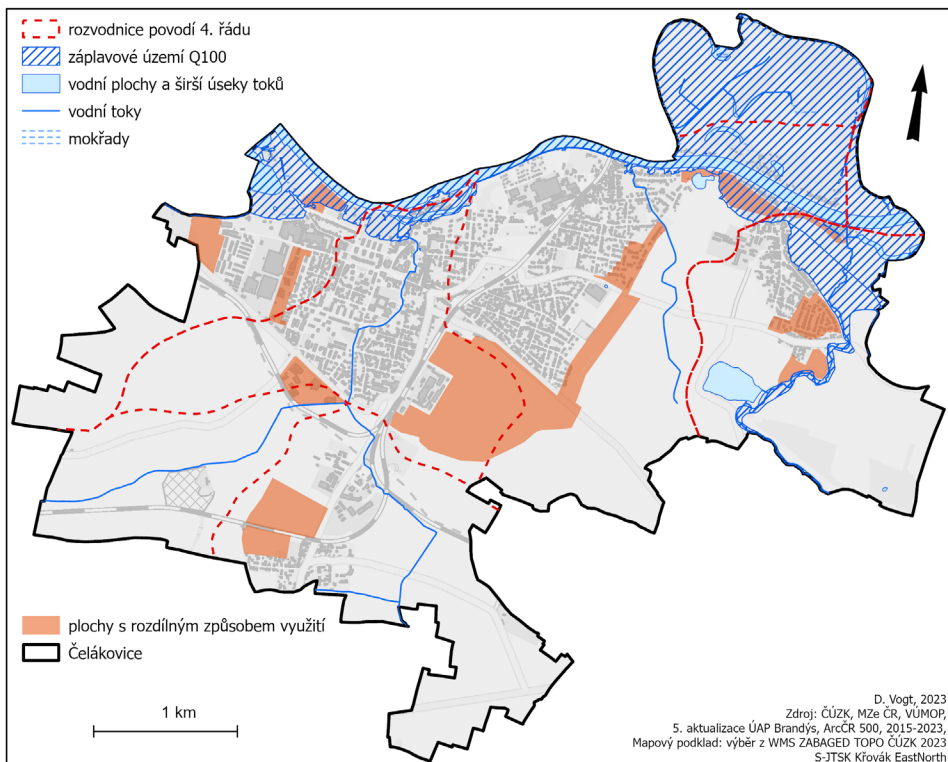 rozvodnice povodí 4. řádu
záplavové území Q100
vodní plochy a širší úseky toků
vodní toky
mokřady
plochy s rozdílným způsobem využití
Čelákovice
1 km
D. Vogt, 2023
Zdroj: ČÚZK, MZe ČR, VÚMOP,
5. aktualizace ÚAP Brandýs, ArcČR 500, 2015-2023,
Mapový podklad: výběr z WMS ZABAGED TOPO ČÚZK 2023
S-JTSK Křovák EastNorth